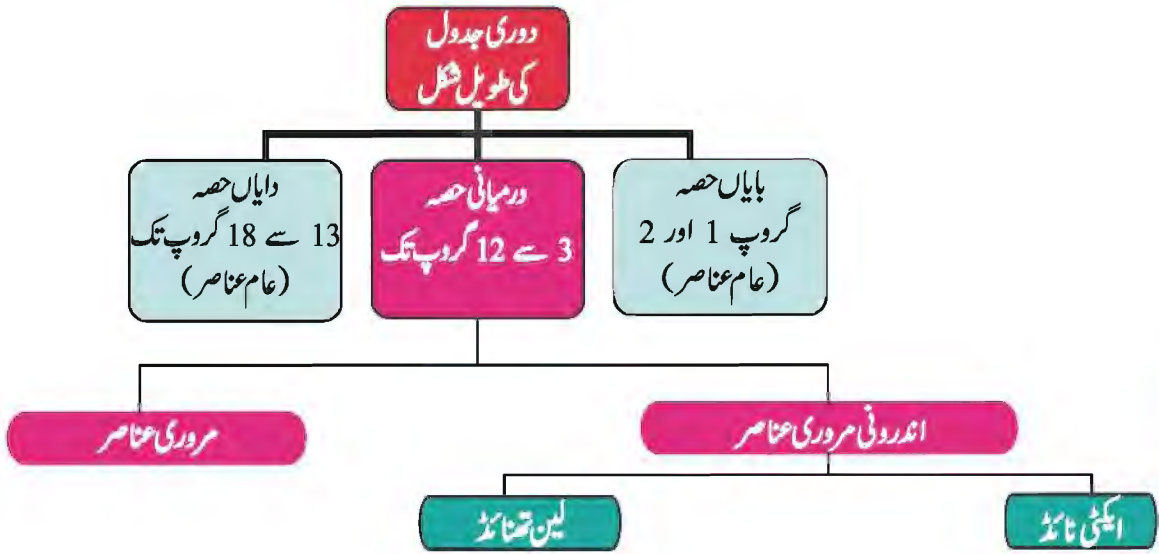 دوری جدول
کی طویل شکل
بایاں حصہ
گروپ 1 اور 2
(عام عناصر)
درمیانی حصہ
3 سے 12 گروپ تک
دایاں حصہ
13 سے 18 گروپ تک
(عام عناصر)
اندرونی مروری عناصر
مروری عناصر
ایکٹی نائڈ
لین تھنائڈ